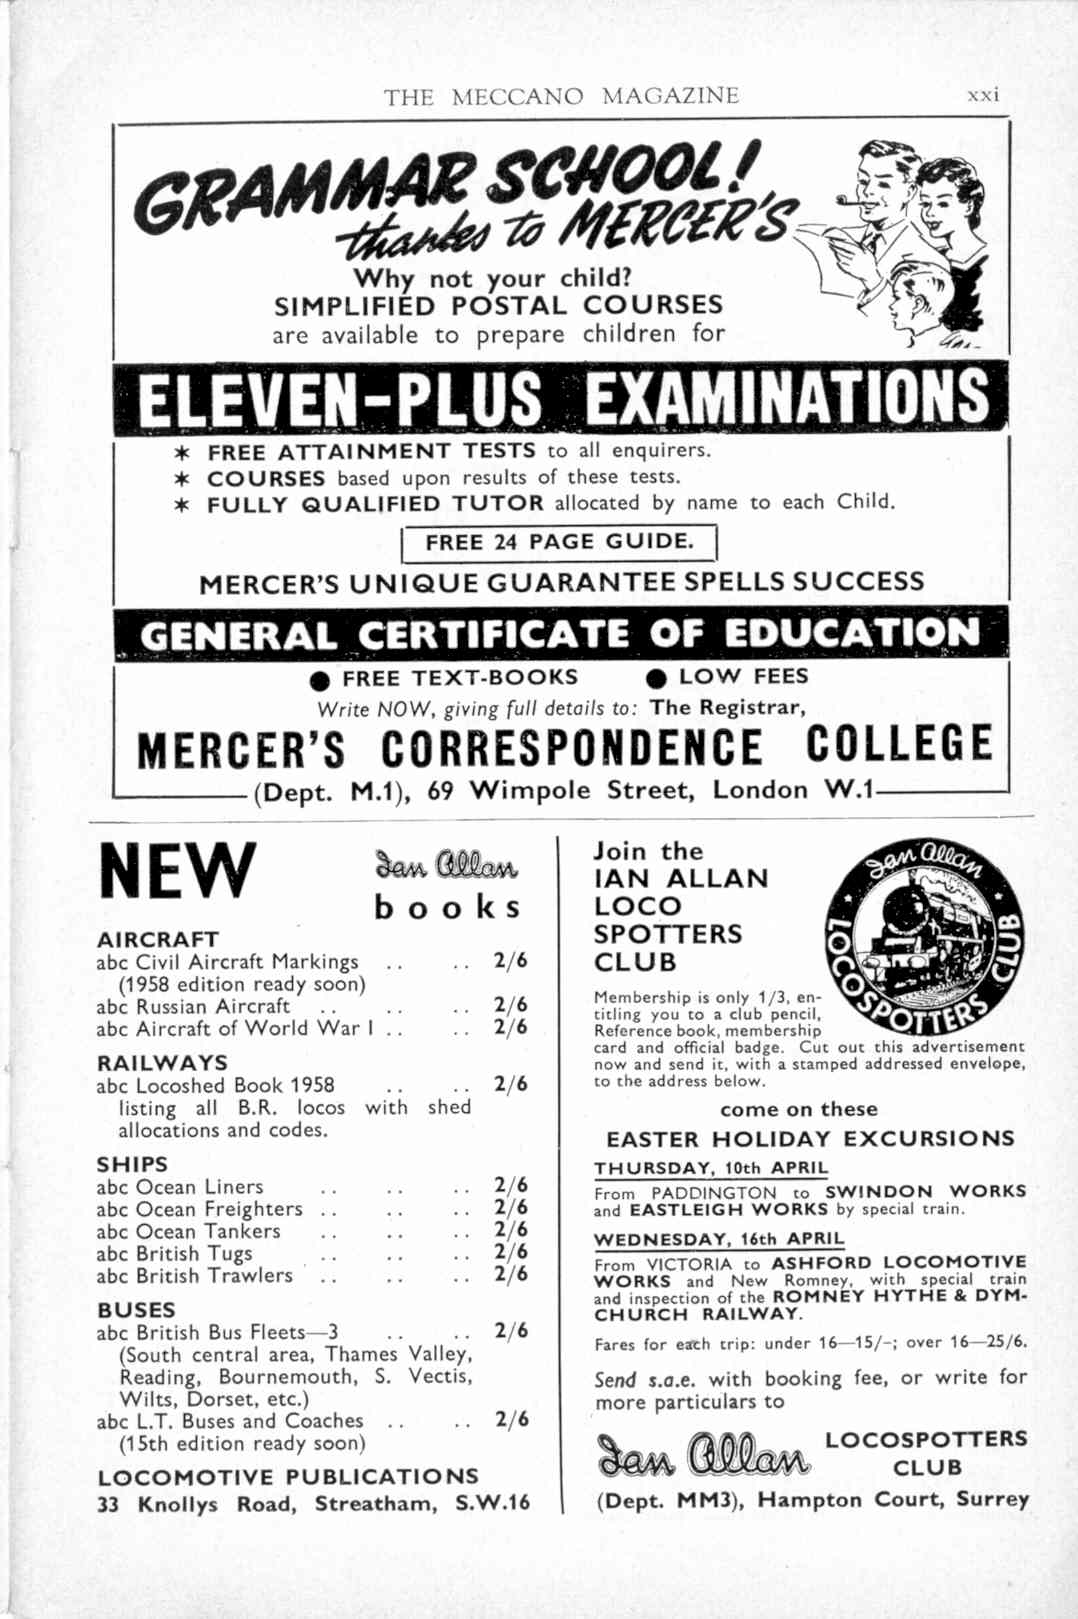 THE MECCANO MAGAZINE xxi
GRAMMAR SCHOOL!
thanks to MERCER'S
Why not your child?
SIMPLIFIED POSTAL COURSES
are available to prepare children for
ELEVEN-PLUS EXAMINATIONS
* FREE ATTAINMENT TESTS to all enquirers.
* COURSES based upon results of these tests.
* FULLY QUALIFIED TUTOR allocated by name to each Child.
FREE 24 PAGE GUIDE.
MERCER'S UNIQUE GUARANTEE SPELLS SUCCESS
GENERAL CERTIFICATE OF EDUCATION
● FREE TEXT-BOOKS ● LOW FEES
Write NOW, giving full details to: The Registrar,
MERCER'S CORRESPONDENCE COLLEGE
(Dept. M.1), 69 Wimpole Street, London W.1
NEW Ian Allan
books
AIRCRAFT
abc Civil Aircraft Markings .. .. 2/6
(1958 edition ready soon)
abc Russian Aircraft .. .. .. 2/6
abc Aircraft of World War I .. .. 2/6
RAILWAYS
abc Locoshed Book 1958 .. .. 2/6
listing all B.R. locos with shed
allocations and codes.
SHIPS
abc Ocean Liners .. .. .. 2/6
abc Ocean Freighters .. .. .. 2/6
abc Ocean Tankers .. .. .. 2/6
abc British Tugs .. .. .. 2/6
abc British Trawlers .. .. .. 2/6
BUSES
abc British Bus Fleets—3 .. .. 2/6
(South central area, Thames Valley,
Reading, Bournemouth, S. Vectis,
Wilts, Dorset, etc.)
abc L.T. Buses and Coaches .. .. 2/6
(15th edition ready soon)
LOCOMOTIVE PUBLICATIONS
33 Knollys Road, Streatham, S.W.16
Join the
IAN ALLAN
LOCO
SPOTTERS
CLUB
Ian Allan
LOCOSPOTTERS CLUB
Membership is only 1/3, en-
titling you to a club pencil,
Reference book, membership
card and official badge. Cut out this advertisement
now and send it, with a stamped addressed envelope,
to the address below.
come on these
EASTER HOLIDAY EXCURSIONS
THURSDAY, 10th APRIL
From PADDINGTON to SWINDON WORKS
and EASTLEIGH WORKS by special train.
WEDNESDAY, 16th APRIL
From VICTORIA to ASHFORD LOCOMOTIVE
WORKS and New Romney, with special train
and inspection of the ROMNEY HYTHE & DYM-
CHURCH RAILWAY.
Fares for each trip: under 16—15/-; over 16—25/6.
Send s.a.e. with booking fee, or write for
more particulars to
Ian Allan LOCOSPOTTERS
CLUB
(Dept. MM3), Hampton Court, Surrey